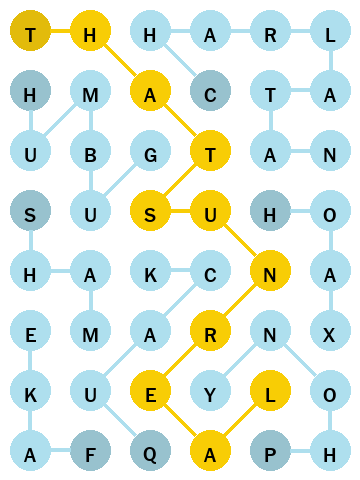 T H H A R L
H M A C T A
U B G T A N
S U S U H O
H A K C N A
E M A R N X
K U E Y L O
A F Q A P H